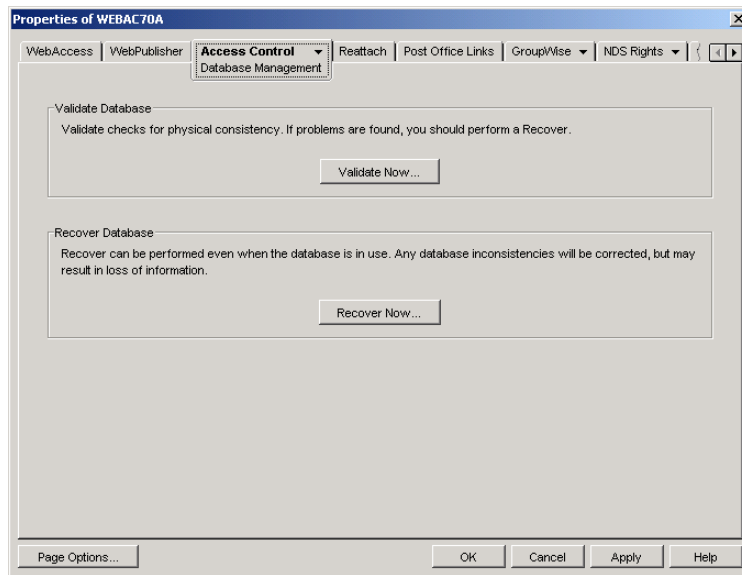 Properties of WEBAC70A
WebAccess WebPublisher Access Control Reattach Post Office Links GroupWise NDS Rights
Database Management
Validate Database
Validate checks for physical consistency. If problems are found, you should perform a Recover.
Validate Now...
Recover Database
Recover can be performed even when the database is in use. Any database inconsistencies will be corrected, but may
result in loss of information.
Recover Now...
Page Options... OK Cancel Apply Help